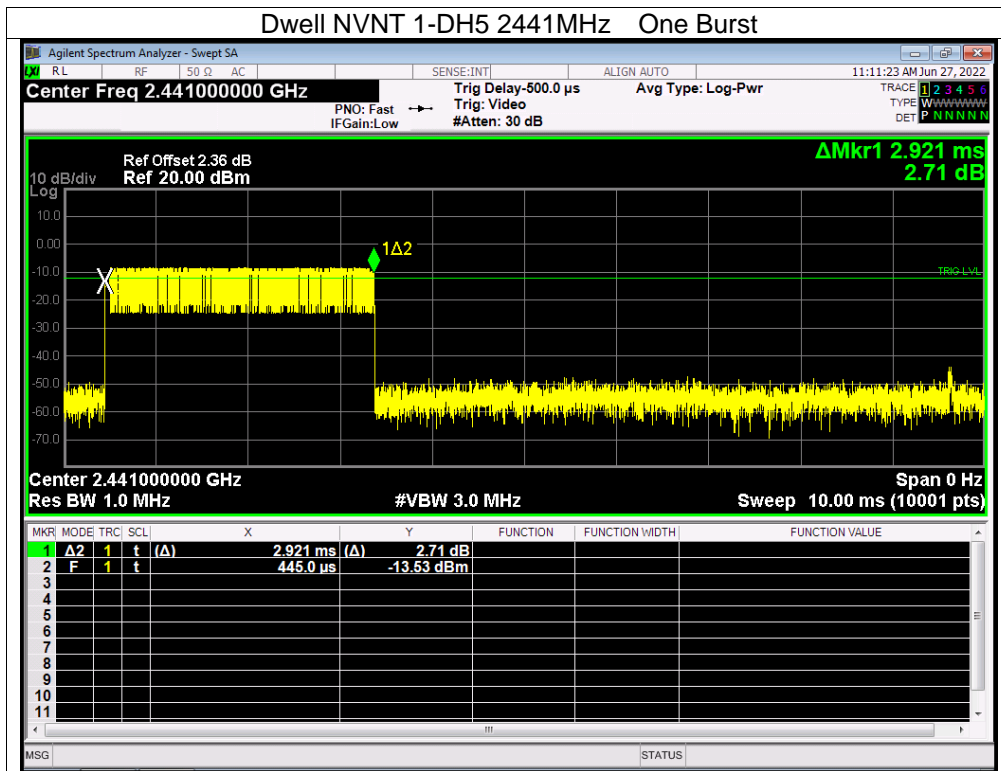 Dwell NVNT 1-DH5 2441MHz One Burst
Agilent Spectrum Analyzer - Swept SA
LXI RL RF 50 Ω AC SENSE:INT ALIGN AUTO 11:11:23 AM Jun 27, 2022
Center Freq 2.441000000 GHz Trig Delay-500.0 µs Avg Type: Log-Pwr TRACE 1 2 3 4 5 6
PNO: Fast Trig: Video TYPE WWWWWWW
IFGain:Low #Atten: 30 dB DET P N N N N N
ΔMkr1 2.921 ms
2.71 dB
Ref Offset 2.36 dB
10 dB/div Ref 20.00 dBm
Log
10.0
0.00
1Δ2
-10.0
TRIG LVL
-20.0
-30.0
-40.0
-50.0
-60.0
-70.0
Center 2.441000000 GHz Span 0 Hz
Res BW 1.0 MHz #VBW 3.0 MHz Sweep 10.00 ms (10001 pts)
MKR MODE TRC SCL X Y FUNCTION FUNCTION WIDTH FUNCTION VALUE
1 Δ2 1 t (Δ) 2.921 ms (Δ) 2.71 dB
2 F 1 t 445.0 µs -13.53 dBm
3
4
5
6
7
8
9
10
11
MSG STATUS